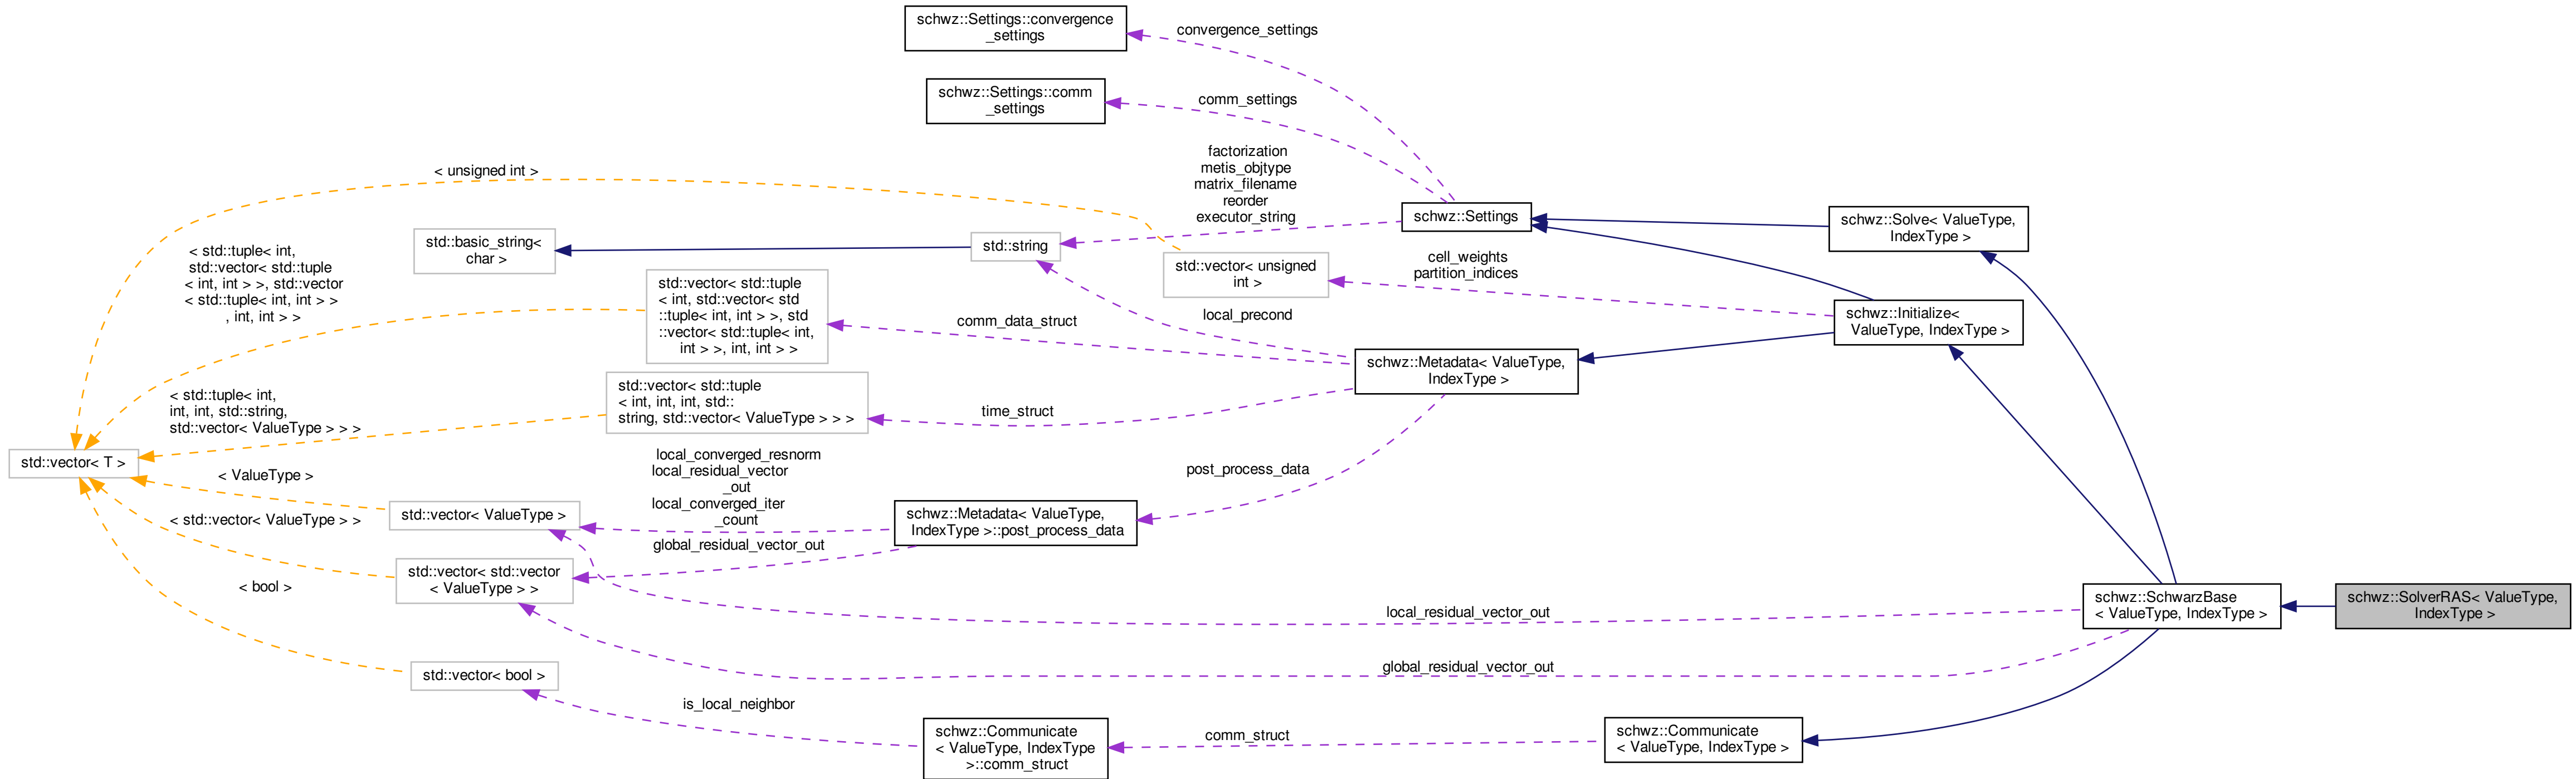 schwz::Settings::convergence
_settings
convergence_settings
schwz::Settings::comm
_settings
comm_settings
factorization
metis_objtype
matrix_filename
reorder
executor_string
< unsigned int >
schwz::Settings
schwz::Solve< ValueType,
IndexType >
std::basic_string<
char >
std::string
< std::tuple< int,
std::vector< std::tuple
< int, int > >, std::vector
< std::tuple< int, int > >
, int, int > >
std::vector< unsigned
int >
cell_weights
partition_indices
std::vector< std::tuple
< int, std::vector< std
::tuple< int, int > >, std
::vector< std::tuple< int,
int > >, int, int > >
comm_data_struct
local_precond
schwz::Initialize<
ValueType, IndexType >
schwz::Metadata< ValueType,
IndexType >
< std::tuple< int,
int, int, std::string,
std::vector< ValueType > > >
std::vector< std::tuple
< int, int, int, std::
string, std::vector< ValueType > > >
time_struct
std::vector< T >
< ValueType >
local_converged_resnorm
local_residual_vector
_out
local_converged_iter
_count
post_process_data
std::vector< ValueType >
schwz::Metadata< ValueType,
IndexType >::post_process_data
< std::vector< ValueType > >
global_residual_vector_out
std::vector< std::vector
< ValueType > >
< bool >
local_residual_vector_out
schwz::SchwarzBase
< ValueType, IndexType >
schwz::SolverRAS< ValueType,
IndexType >
global_residual_vector_out
std::vector< bool >
is_local_neighbor
schwz::Communicate
< ValueType, IndexType
>::comm_struct
comm_struct
schwz::Communicate
< ValueType, IndexType >